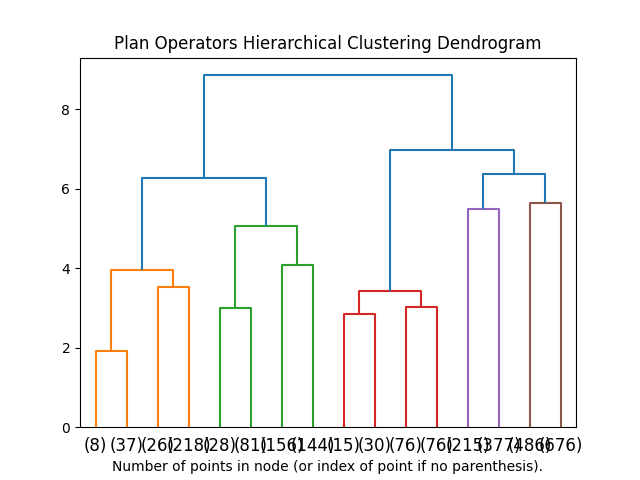 Plan Operators Hierarchical Clustering Dendrogram
8
6
4
2
0
(8) (37) (26) (218) (28) (81) (156) (144) (15) (30) (76) (76) (215) (377) (486) (676)
Number of points in node (or index of point if no parenthesis).